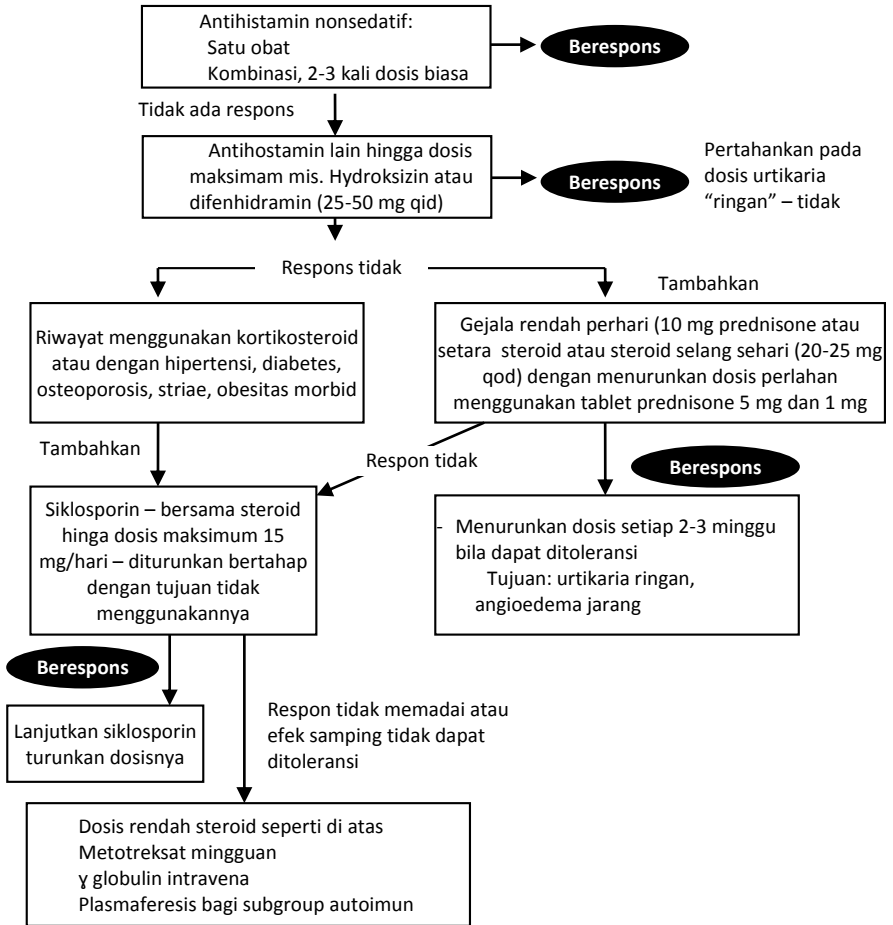 Antihistamin nonsedatif:
Satu obat
Kombinasi, 2-3 kali dosis biasa
Berespons
Tidak ada respons
Antihostamin lain hingga dosis
maksimam mis. Hydroksizin atau
difenhidramin (25-50 mg qid)
Berespons
Pertahankan pada
dosis urtikaria
“ringan” – tidak
Respons tidak
Tambahkan
Riwayat menggunakan kortikosteroid
atau dengan hipertensi, diabetes,
osteoporosis, striae, obesitas morbid
Gejala rendah perhari (10 mg prednisone atau
setara steroid atau steroid selang sehari (20-25 mg
qod) dengan menurunkan dosis perlahan
menggunakan tablet prednisone 5 mg dan 1 mg
Tambahkan
Respon tidak
Berespons
Siklosporin – bersama steroid
hinga dosis maksimum 15
mg/hari – diturunkan bertahap
dengan tujuan tidak
menggunakannya
- Menurunkan dosis setiap 2-3 minggu
bila dapat ditoleransi
Tujuan: urtikaria ringan,
angioedema jarang
Berespons
Lanjutkan siklosporin
turunkan dosisnya
Respon tidak memadai atau
efek samping tidak dapat
ditoleransi
Dosis rendah steroid seperti di atas
Metotreksat mingguan
ɣ globulin intravena
Plasmaferesis bagi subgroup autoimun